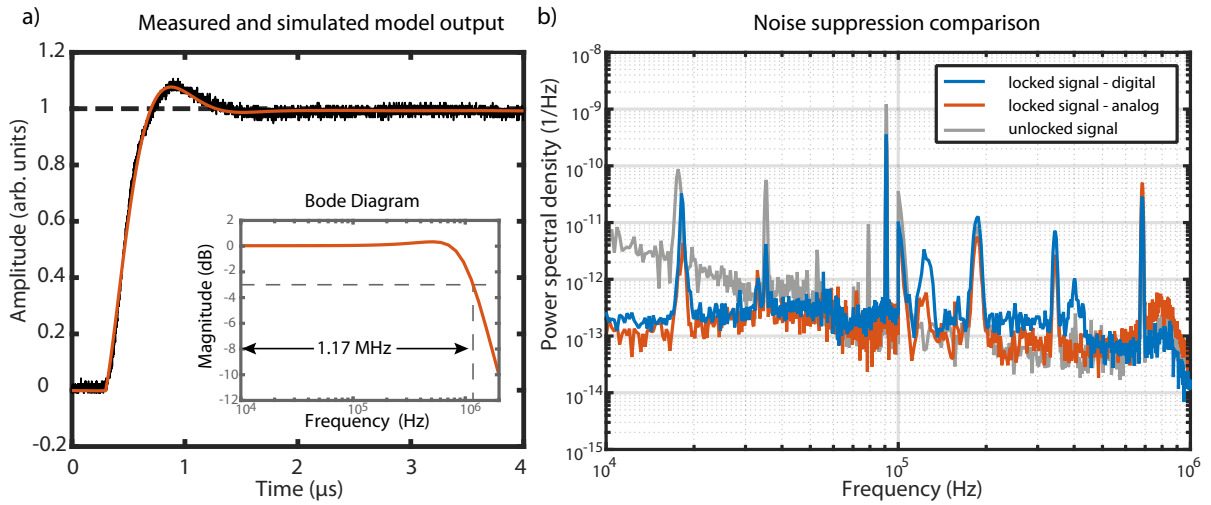 a)
Measured and simulated model output
1.2
1
0.8
0.6
0.4
0.2
0
-0.2
Amplitude (arb. units)
0 1 2 3 4
Time (μs)
Bode Diagram
2
0
-2
-4
-6
-8
-10
-12
Magnitude (dB)
1.17 MHz
10⁴ 10⁵ 10⁶
Frequency (Hz)
b)
Noise suppression comparison
10⁻⁸
10⁻⁹
10⁻¹⁰
10⁻¹¹
10⁻¹²
10⁻¹³
10⁻¹⁴
10⁻¹⁵
Power spectral density (1/Hz)
locked signal - digital
locked signal - analog
unlocked signal
10⁴ 10⁵ 10⁶
Frequency (Hz)